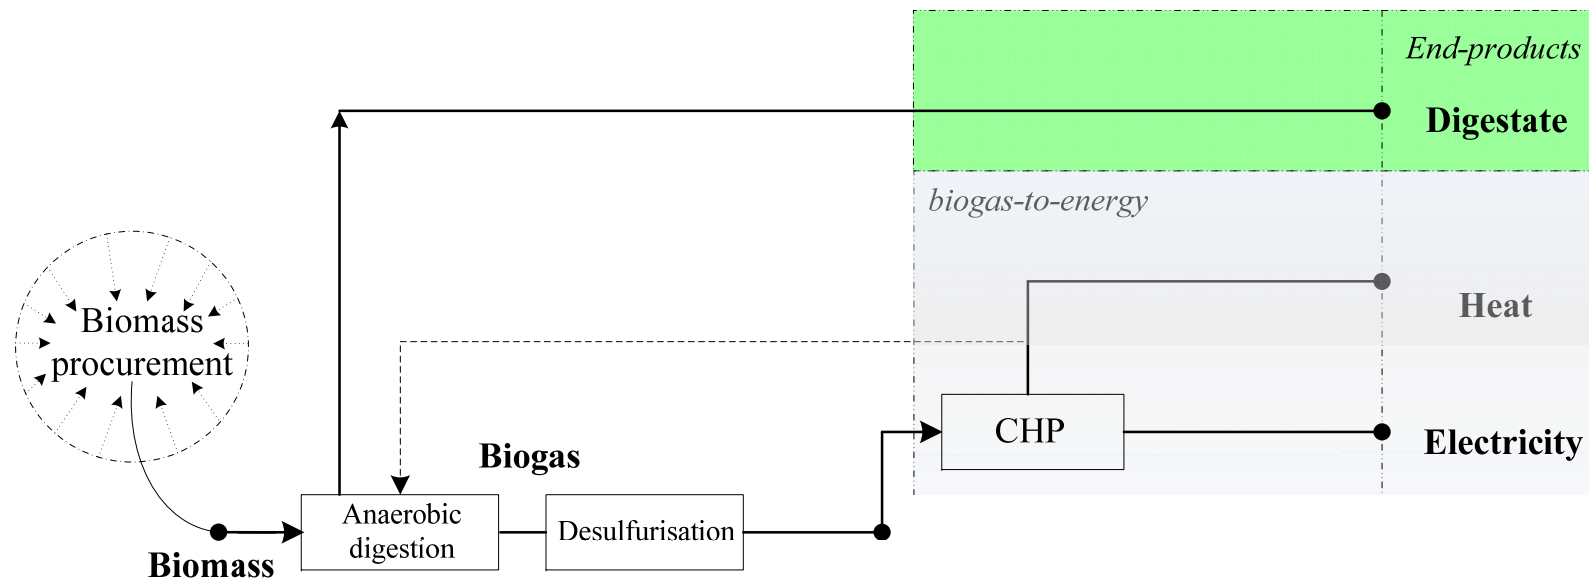 End-products
Digestate
biogas-to-energy
Heat
CHP
Electricity
Biomass
procurement
Biogas
Anaerobic
digestion
Desulfurisation
Biomass